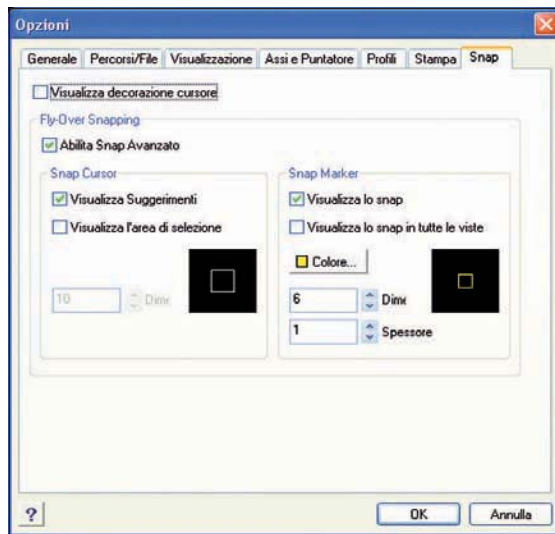 Opzioni
Generale Percorsi/File Visualizzazione Assi e Puntatore Profili Stampa Snap
Visualizza decorazione cursore
Fly-Over Snapping
Abilita Snap Avanzato
Snap Cursor
Visualizza Suggerimenti
Visualizza l'area di selezione
10 Dime
Snap Marker
Visualizza lo snap
Visualizza lo snap in tutte le viste
Colore...
6 Dime
1 Spessore
? OK Annulla